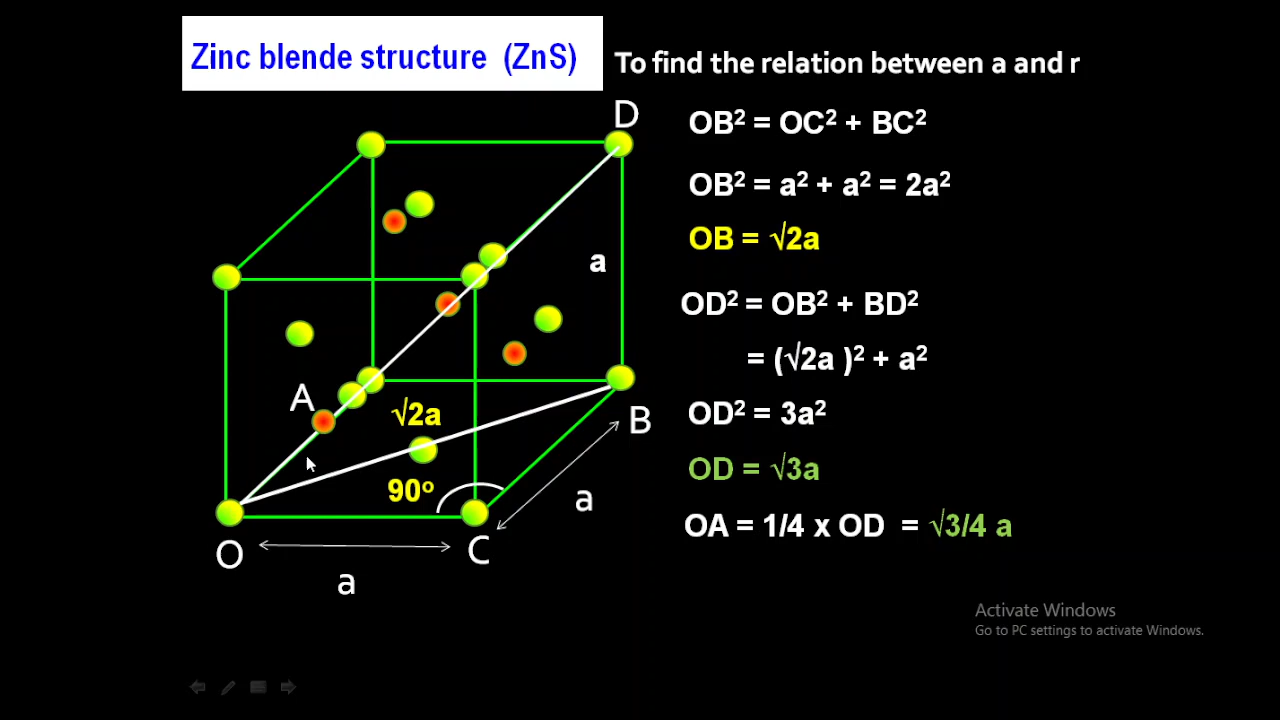 Zinc blende structure (ZnS)
To find the relation between a and r
D
OB² = OC² + BC²
OB² = a² + a² = 2a²
OB = √2a
a
OD² = OB² + BD²
= (√2a )² + a²
A
√2a
OD² = 3a²
B
OD = √3a
90º
a
OA = 1/4 x OD = √3/4 a
O
C
a
Activate Windows
Go to PC settings to activate Windows.